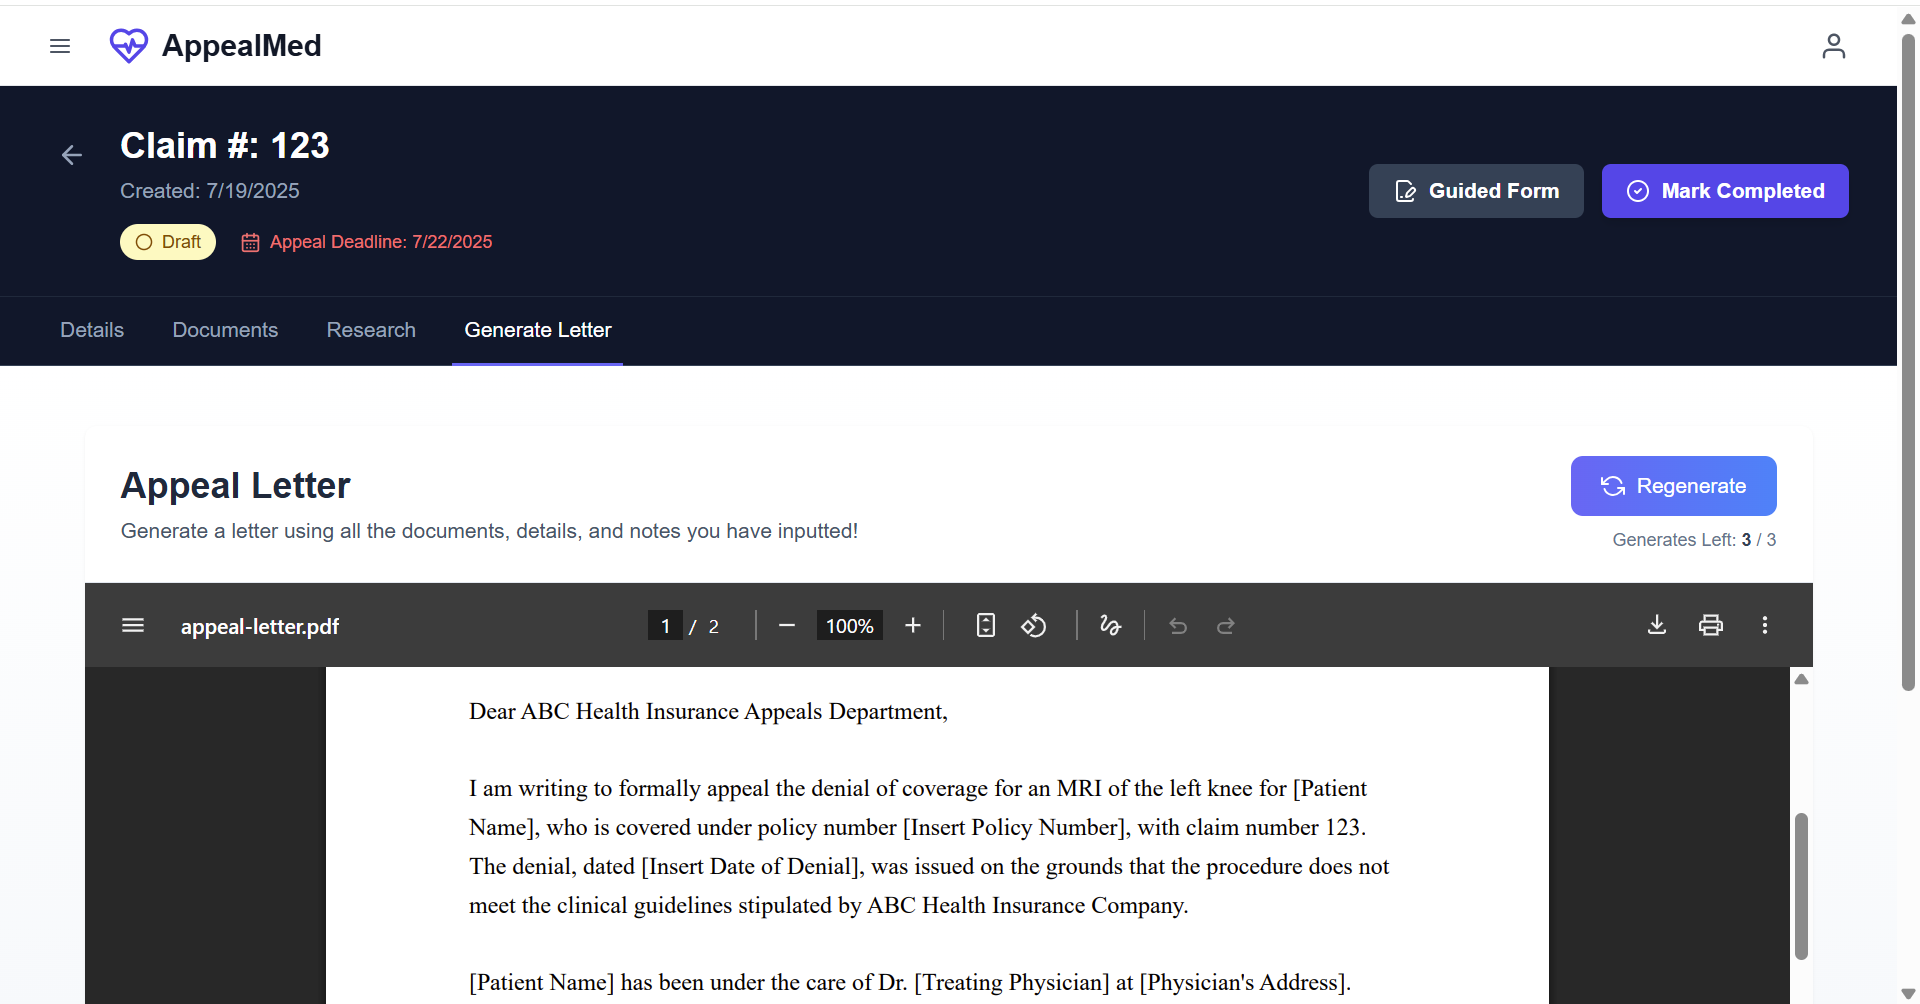 AppealMed
Claim #: 123
Created: 7/19/2025
Draft
Appeal Deadline: 7/22/2025
Guided Form
Mark Completed
Details
Documents
Research
Generate Letter
Appeal Letter
Generate a letter using all the documents, details, and notes you have inputted!
Regenerate
Generates Left: 3 / 3
appeal-letter.pdf
1 / 2
100%
Dear ABC Health Insurance Appeals Department,
I am writing to formally appeal the denial of coverage for an MRI of the left knee for [Patient
Name], who is covered under policy number [Insert Policy Number], with claim number 123.
The denial, dated [Insert Date of Denial], was issued on the grounds that the procedure does not
meet the clinical guidelines stipulated by ABC Health Insurance Company.
[Patient Name] has been under the care of Dr. [Treating Physician] at [Physician's Address].